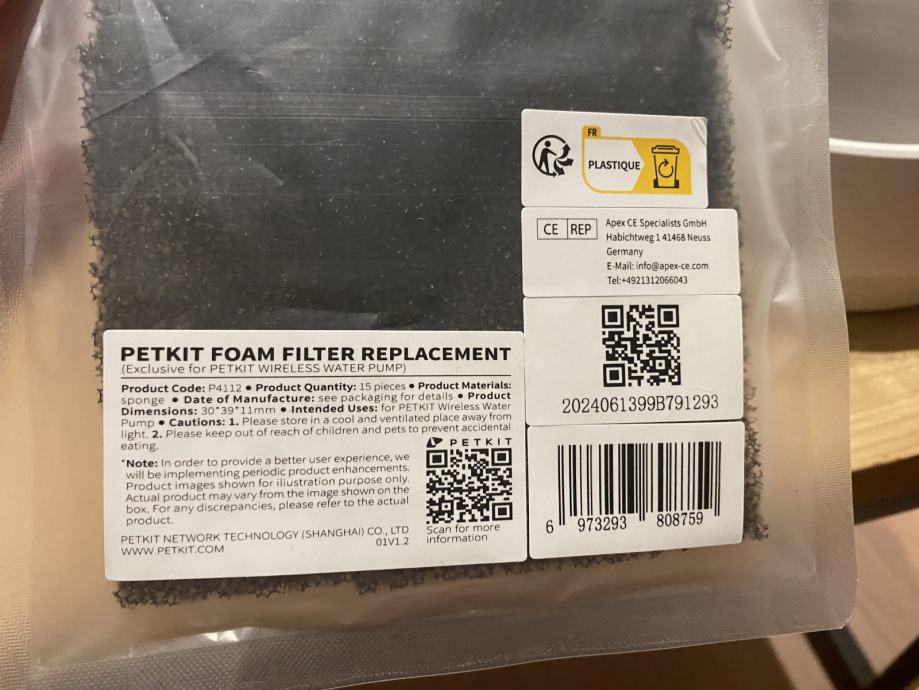 FR
PLASTIQUE
CE REP
Apex CE Specialists GmbH
Habichtweg 1 41468 Neuss
Germany
E-Mail: info@apex-ce.com
Tel:+4921312066043
2024061399B791293
6 973293 808759
PETKIT FOAM FILTER REPLACEMENT
(Exclusive for PETKIT WIRELESS WATER PUMP)
Product Code: P4112 • Product Quantity: 15 pieces • Product Materials:
sponge • Date of Manufacture: see packaging for details • Product
Dimensions: 30*39*11mm • Intended Uses: for PETKIT Wireless Water
Pump • Cautions: 1. Please store in a cool and ventilated place away from
light. 2. Please keep out of reach of children and pets to prevent accidental
eating.
*Note: In order to provide a better user experience, we
will be implementing periodic product enhancements.
Product images shown for illustration purpose only.
Actual product may vary from the image shown on the
box. For any discrepancies, please refer to the actual
product.
PETKIT NETWORK TECHNOLOGY (SHANGHAI) CO., LTD
WWW.PETKIT.COM
01V1.2
PETKIT
Scan for more
information